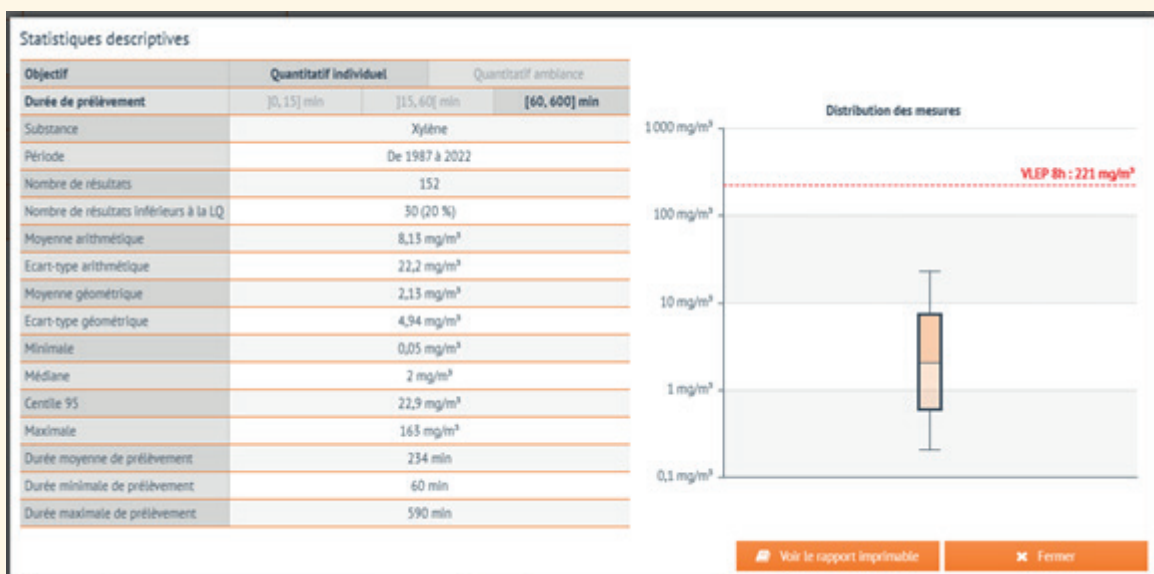 Statistiques descriptives
Objectif Quantitatif individuel Quantitatif ambiance
Durée de prélèvement ]0, 15] min ]15, 60[ min [60, 600] min
Substance Xylène
Période De 1987 à 2022
Nombre de résultats 152
Nombre de résultats inférieurs à la LQ 30 (20 %)
Moyenne arithmétique 8,13 mg/m³
Ecart-type arithmétique 22,2 mg/m³
Moyenne géométrique 2,13 mg/m³
Ecart-type géométrique 4,94 mg/m³
Minimale 0,05 mg/m³
Médiane 2 mg/m³
Centile 95 22,9 mg/m³
Maximale 163 mg/m³
Durée moyenne de prélèvement 234 min
Durée minimale de prélèvement 60 min
Durée maximale de prélèvement 590 min
Distribution des mesures
1 000 mg/m³
VLEP 8h : 221 mg/m³
100 mg/m³
10 mg/m³
1 mg/m³
0,1 mg/m³
Voir le rapport imprimable
Fermer